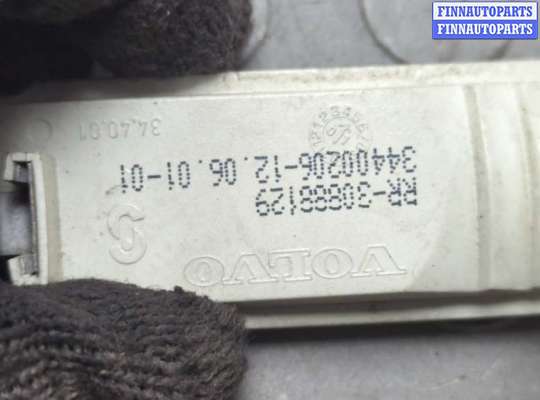 FINNAUTOPARTS
FINNAUTOPARTS
VOLVO
S
RR-30888129
34400206-12.06.01-01
34.40.01